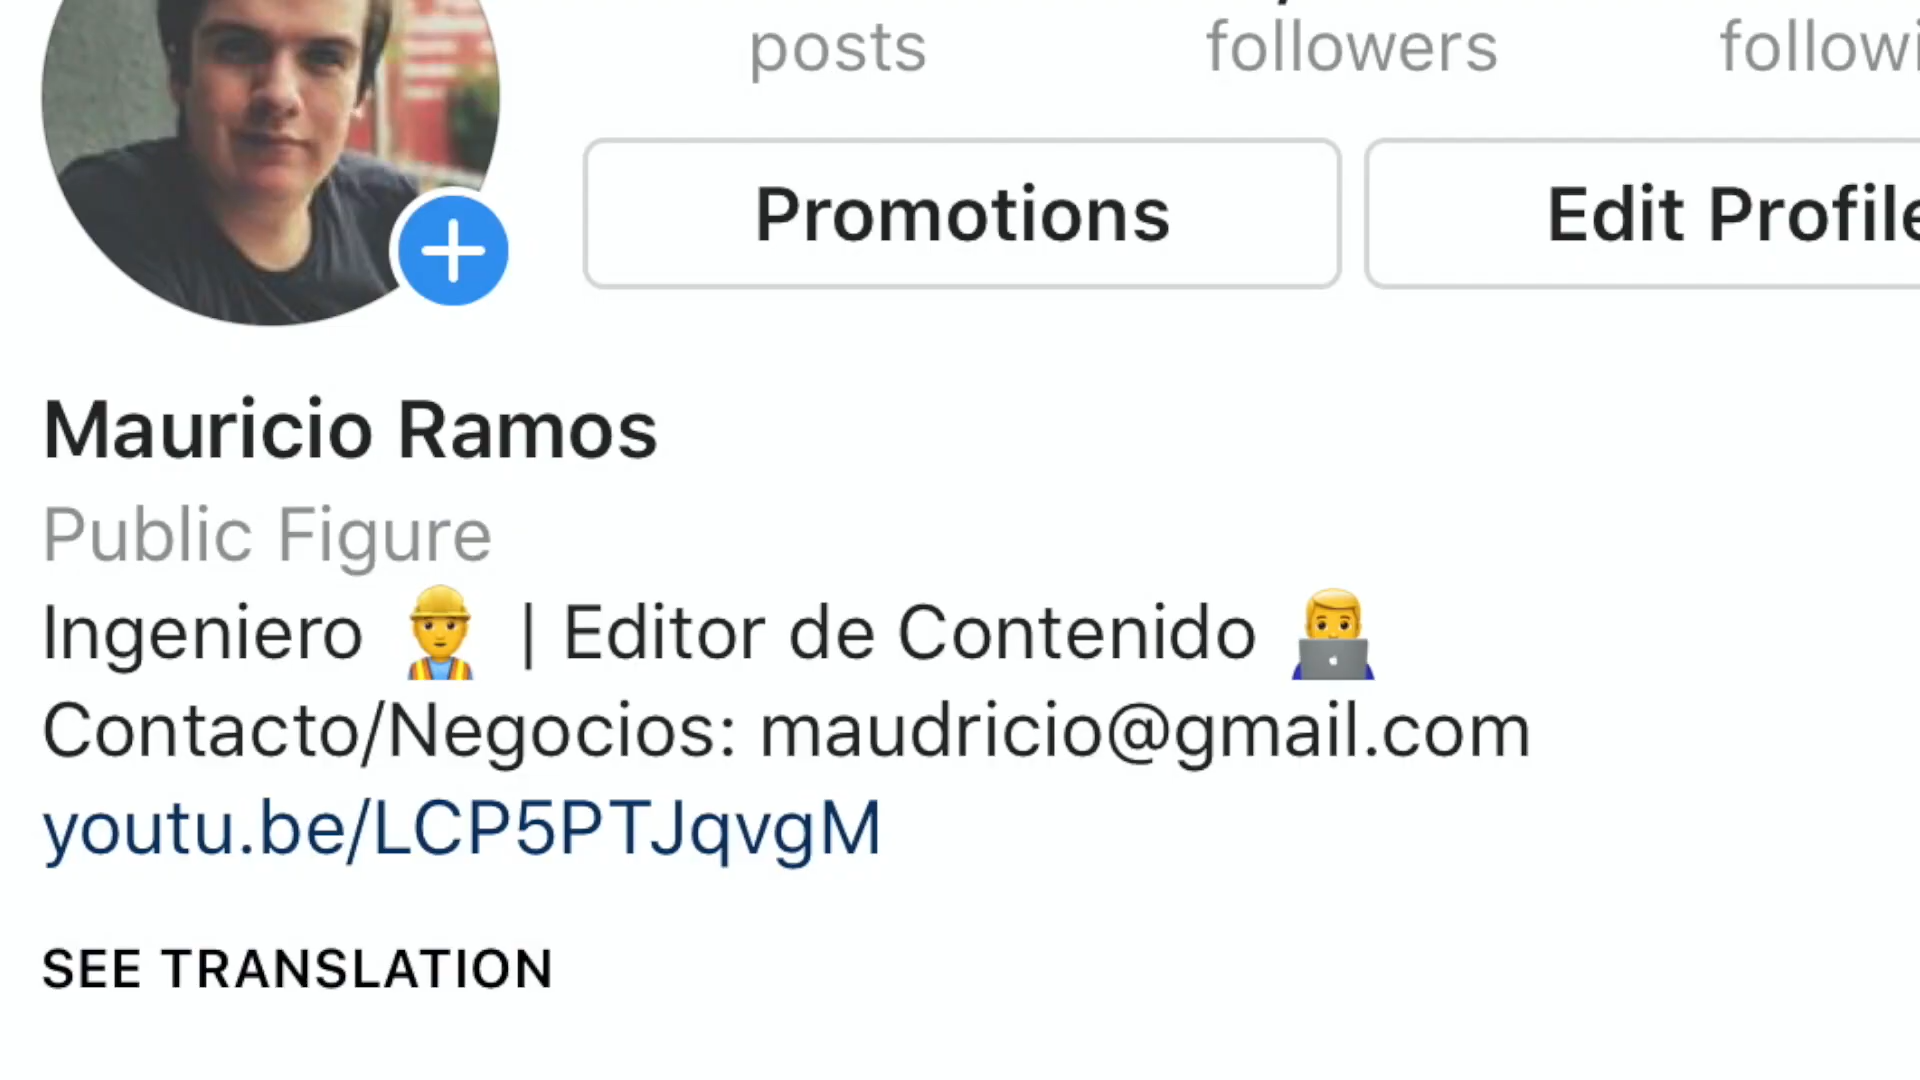 posts followers followi
Promotions Edit Profile
Mauricio Ramos
Public Figure
Ingeniero 👷‍♂️ | Editor de Contenido 👨‍💻
Contacto/Negocios: maudricio@gmail.com
youtu.be/LCP5PTJqvgM
SEE TRANSLATION